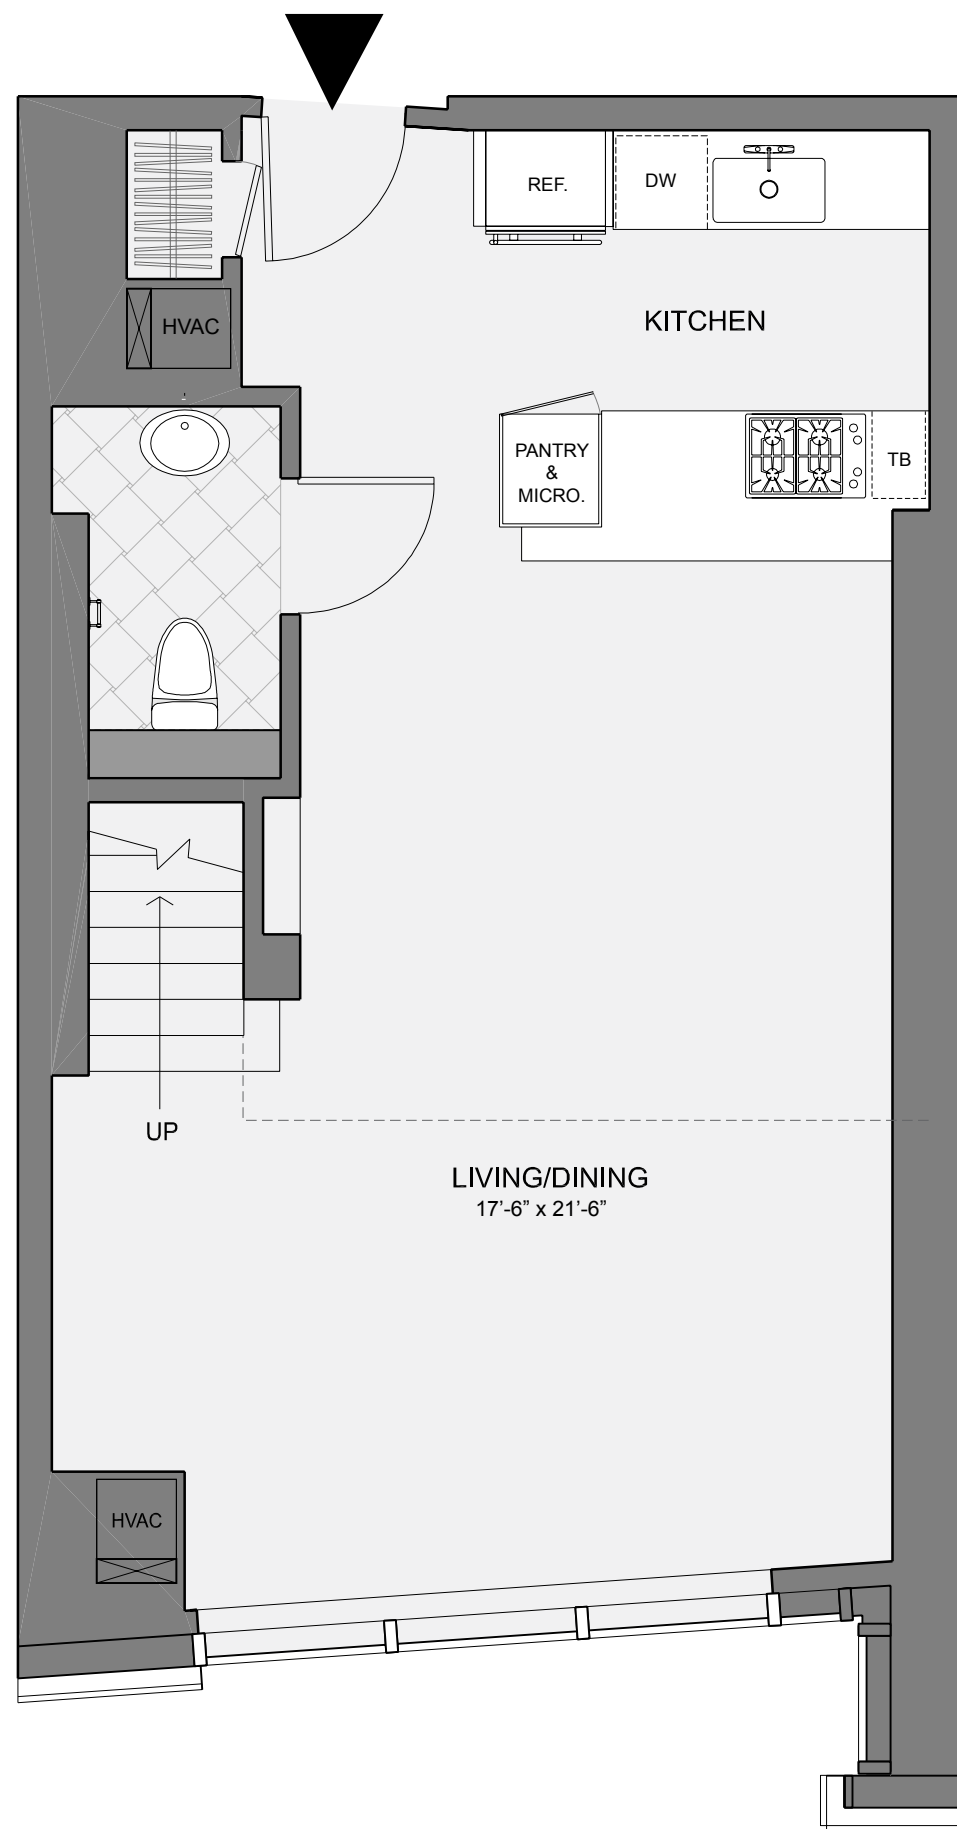 REF.
DW
KITCHEN
HVAC
PANTRY
&
MICRO.
TB
UP
LIVING/DINING
17’-6” x 21’-6”
HVAC